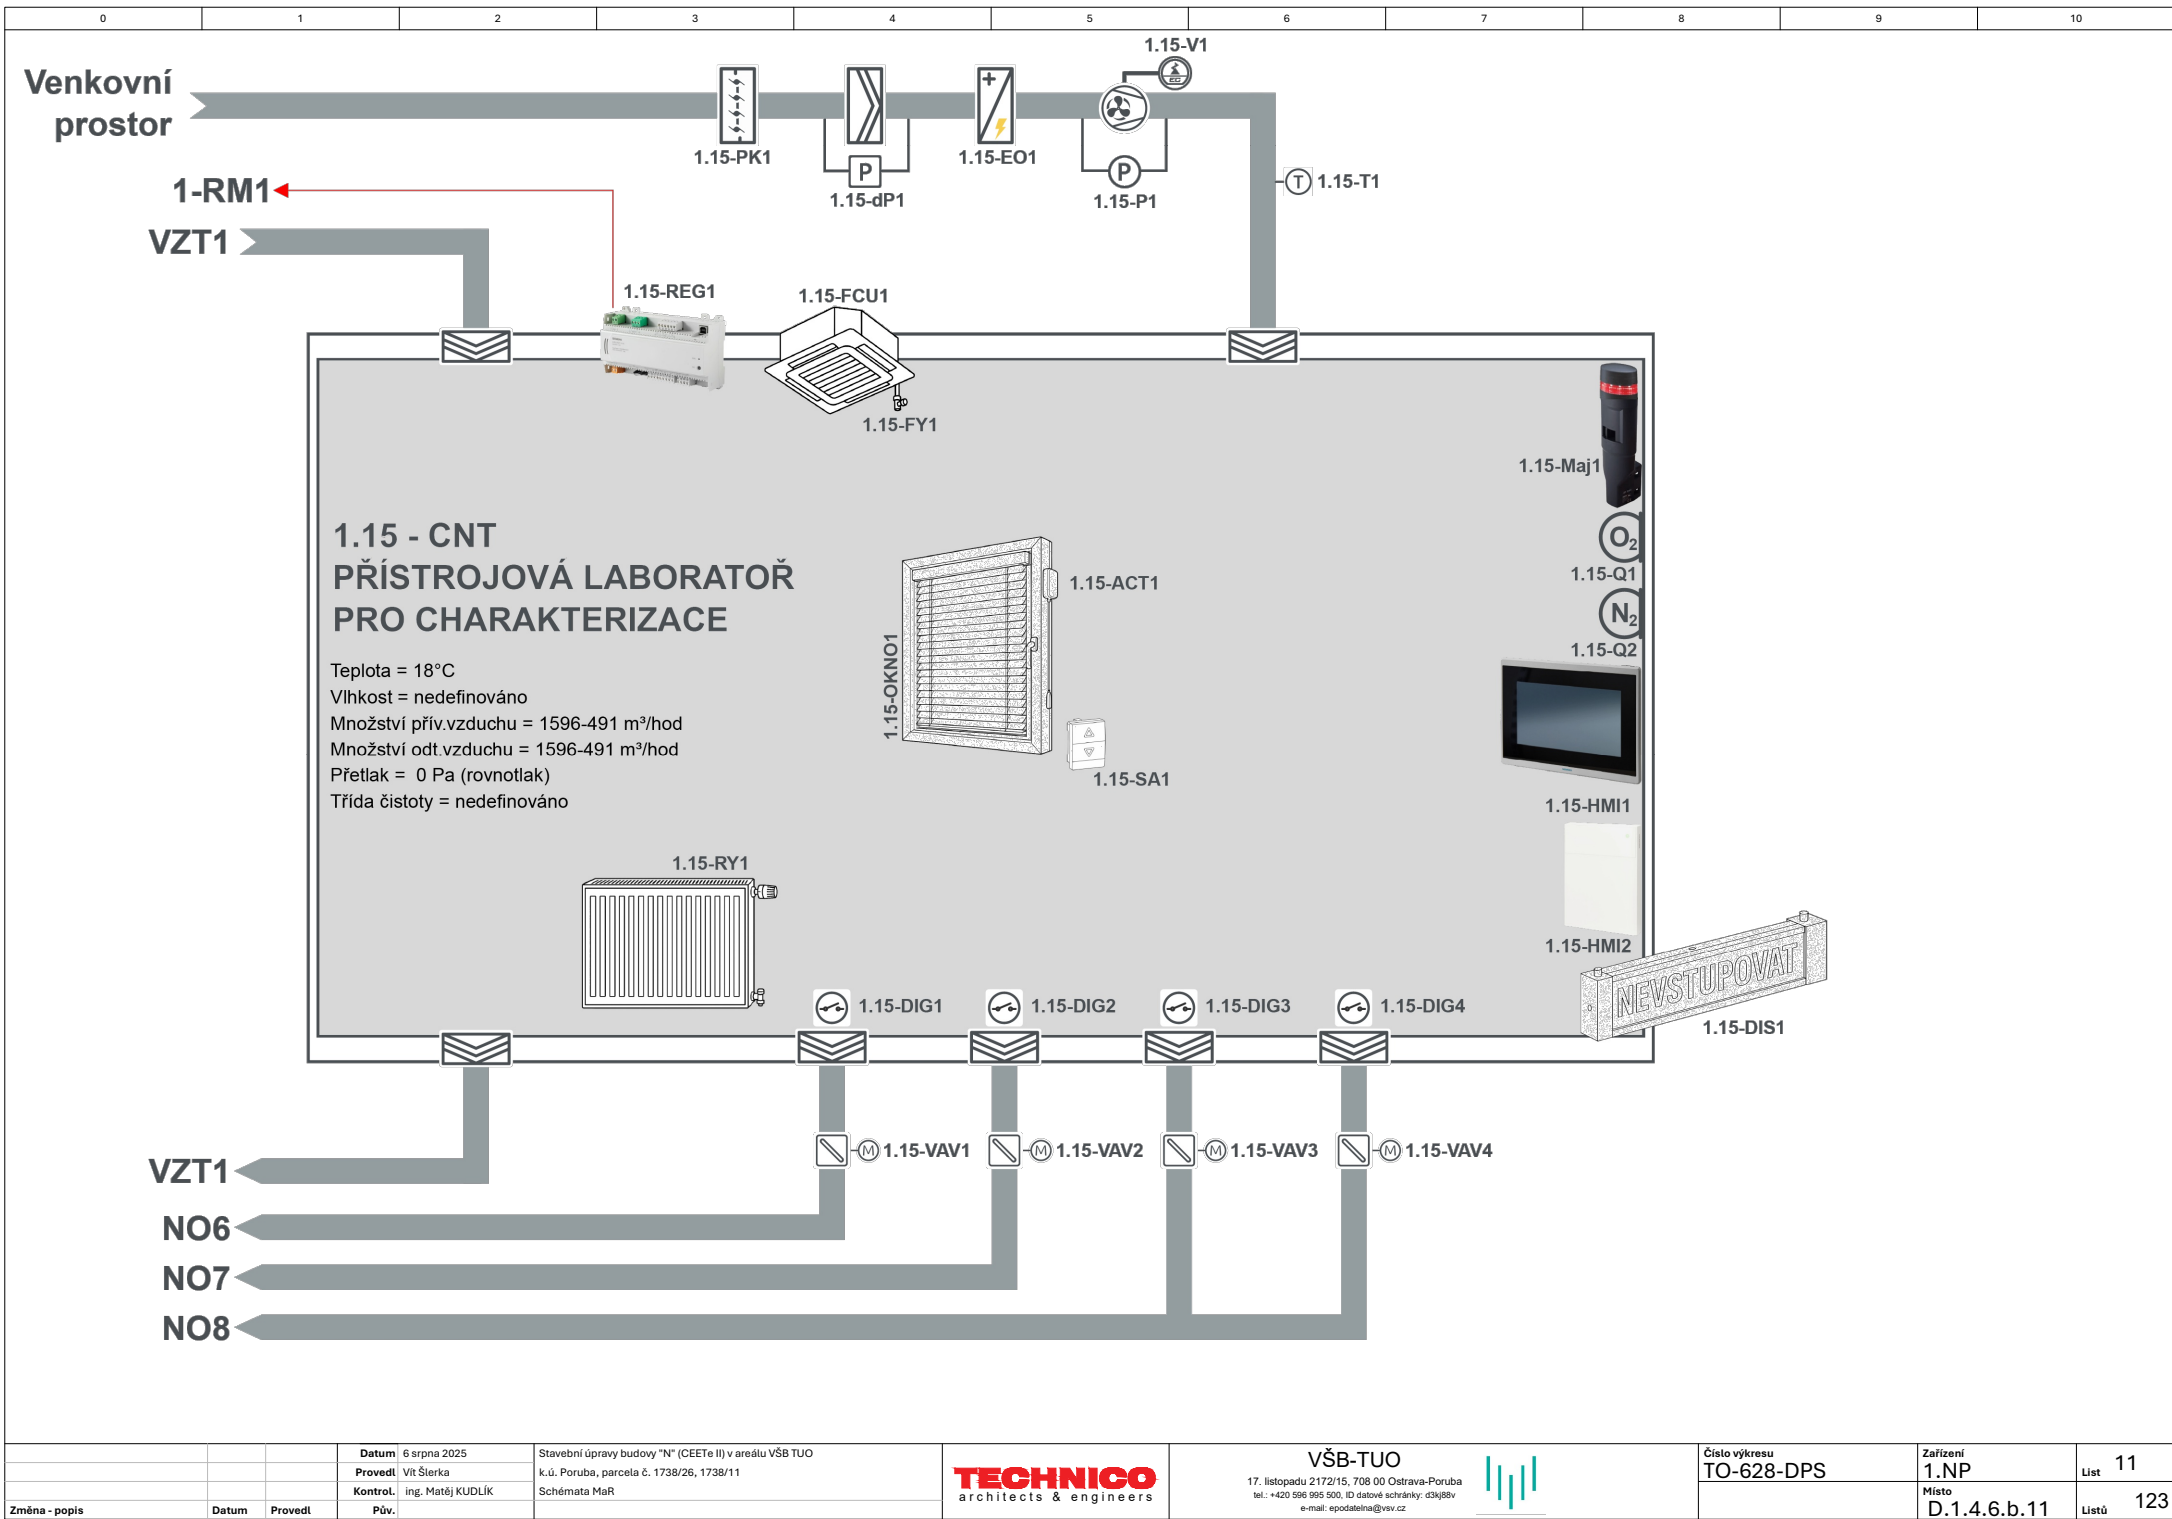 0 1 2 3 4 5 6 7 8 9 10
1.15-V1
EC
Venkovní
prostor
1.15-PK1
P
1.15-dP1
1.15-EO1
P
1.15-P1
T 1.15-T1
1-RM1
VZT1
1.15-REG1
1.15-FCU1
1.15-FY1
1.15-Maj1
1.15 - CNT
PŘÍSTROJOVÁ LABORATOŘ
PRO CHARAKTERIZACE
Teplota = 18°C
Vlhkost = nedefinováno
Množství přív.vzduchu = 1596-491 m³/hod
Množství odt.vzduchu = 1596-491 m³/hod
Přetlak = 0 Pa (rovnotlak)
Třída čistoty = nedefinováno
1.15-OKNO1
1.15-ACT1
1.15-SA1
O2
1.15-Q1
N2
1.15-Q2
1.15-HMI1
1.15-HMI2
1.15-RY1
NEVSTUPOVAT
1.15-DIS1
1.15-DIG1 1.15-DIG2 1.15-DIG3 1.15-DIG4
M 1.15-VAV1 M 1.15-VAV2 M 1.15-VAV3 M 1.15-VAV4
VZT1
NO6
NO7
NO8
Změna - popis Datum Provedl
Datum 6 srpna 2025
Provedl Vít Šlerka
Kontrol. ing. Matěj KUDLÍK
Pův.
Stavební úpravy budovy "N" (CEETe II) v areálu VŠB TUO
k.ú. Poruba, parcela č. 1738/26, 1738/11
Schémata MaR
TECHNICO
architects & engineers
VŠB-TUO
17. listopadu 2172/15, 708 00 Ostrava-Poruba
tel.: +420 596 995 500, ID datové schránky: d3kj88v
e-mail: epodatelna@vsv.cz
Číslo výkresu
TO-628-DPS
Zařízení
1.NP
Místo
D.1.4.6.b.11
List 11
Listů 123